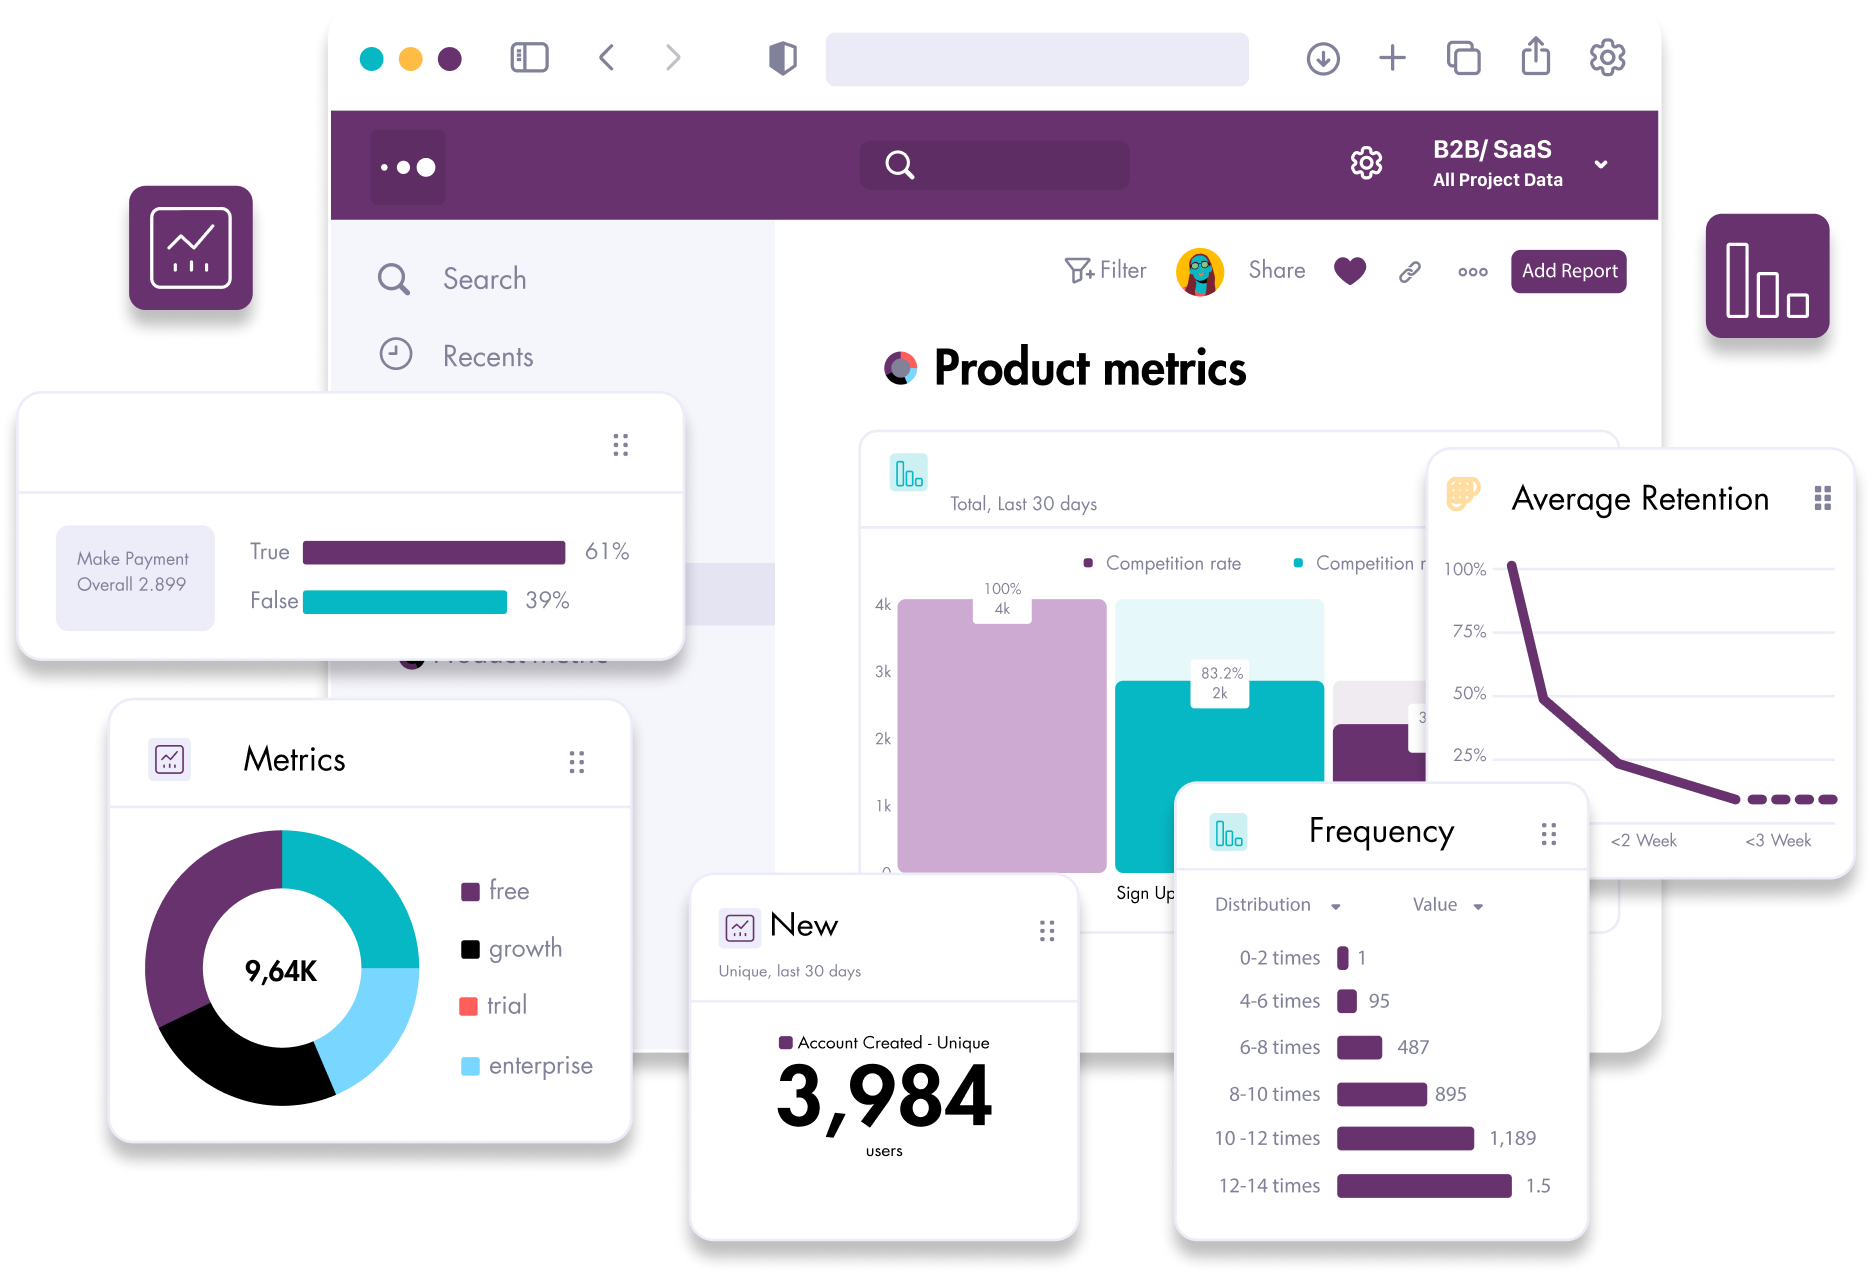 B2B/ SaaS
All Project Data
Search
Recents
Filter
Share
Add Report
Product metrics
Total, Last 30 days
Competition rate
Competition r
100%
4k
83.2%
2k
3
4k
3k
2k
1k
0
Sign Up
Make Payment
Overall 2.899
True
61%
False
39%
Product metric
Metrics
9,64K
free
growth
trial
enterprise
New
Unique, last 30 days
Account Created - Unique
3,984
users
Average Retention
100%
75%
50%
25%
<2 Week
<3 Week
Frequency
Distribution
Value
0-2 times 1
4-6 times 95
6-8 times 487
8-10 times 895
10 -12 times 1,189
12-14 times 1.5